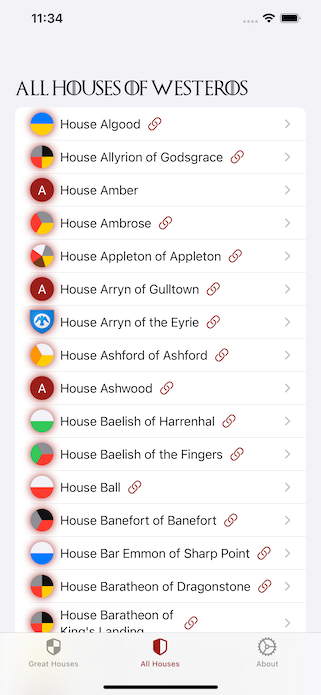 11:34
ALL HOUSES OF WESTEROS
House Algood
House Allyrion of Godsgrace
A House Amber
House Ambrose
House Appleton of Appleton
A House Arryn of Gulltown
House Arryn of the Eyrie
House Ashford of Ashford
A House Ashwood
House Baelish of Harrenhal
House Baelish of the Fingers
House Ball
House Banefort of Banefort
House Bar Emmon of Sharp Point
House Baratheon of Dragonstone
House Baratheon of
King's Landing
Great Houses
All Houses
About